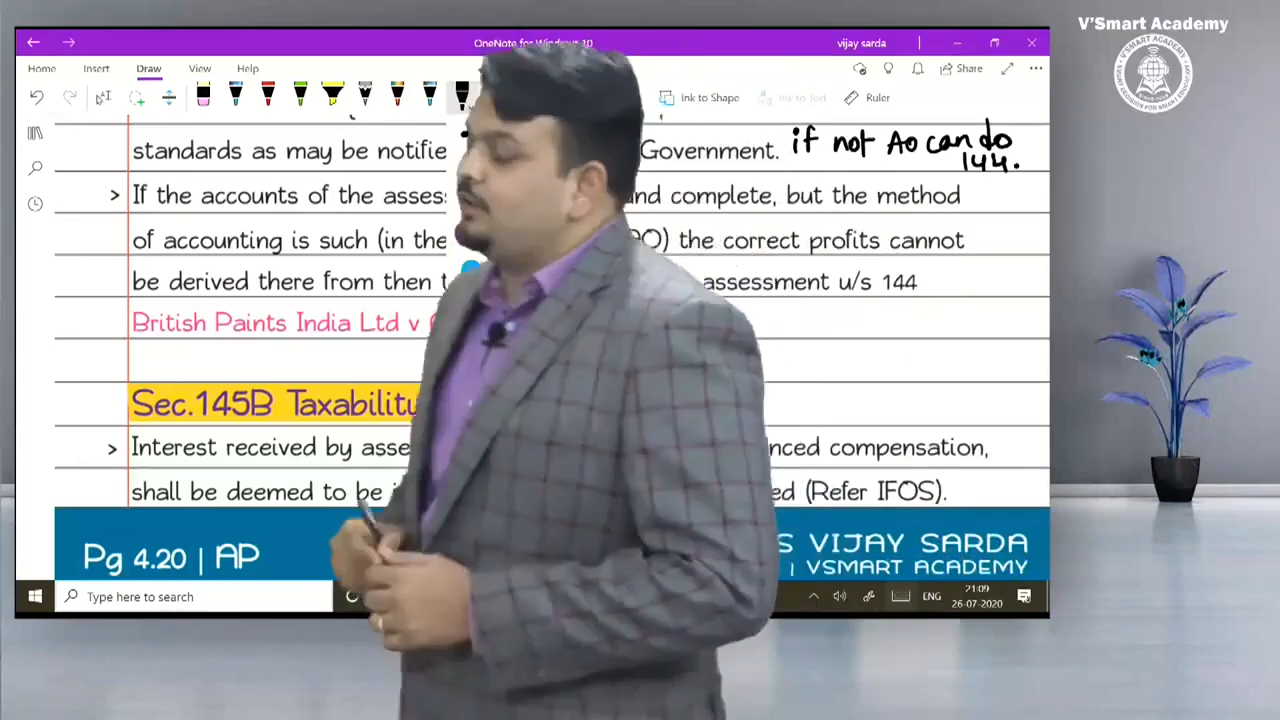 V'Smart Academy
OneNote for Windows 10
vijay sarda
Home Insert Draw View Help
Share
Ink to Shape Ink to Text Ruler
standards as may be notifie Government. if not AO can do
144.
> If the accounts of the asses and complete, but the method
of accounting is such (in the AO) the correct profits cannot
be derived there from then assessment u/s 144
British Paints India Ltd v
Sec.145B Taxability
> Interest received by asse nced compensation,
shall be deemed to be ed (Refer IFOS).
Pg 4.20 | AP
S VIJAY SARDA
| VSMART ACADEMY
Type here to search
ENG
21:09
26-07-2020